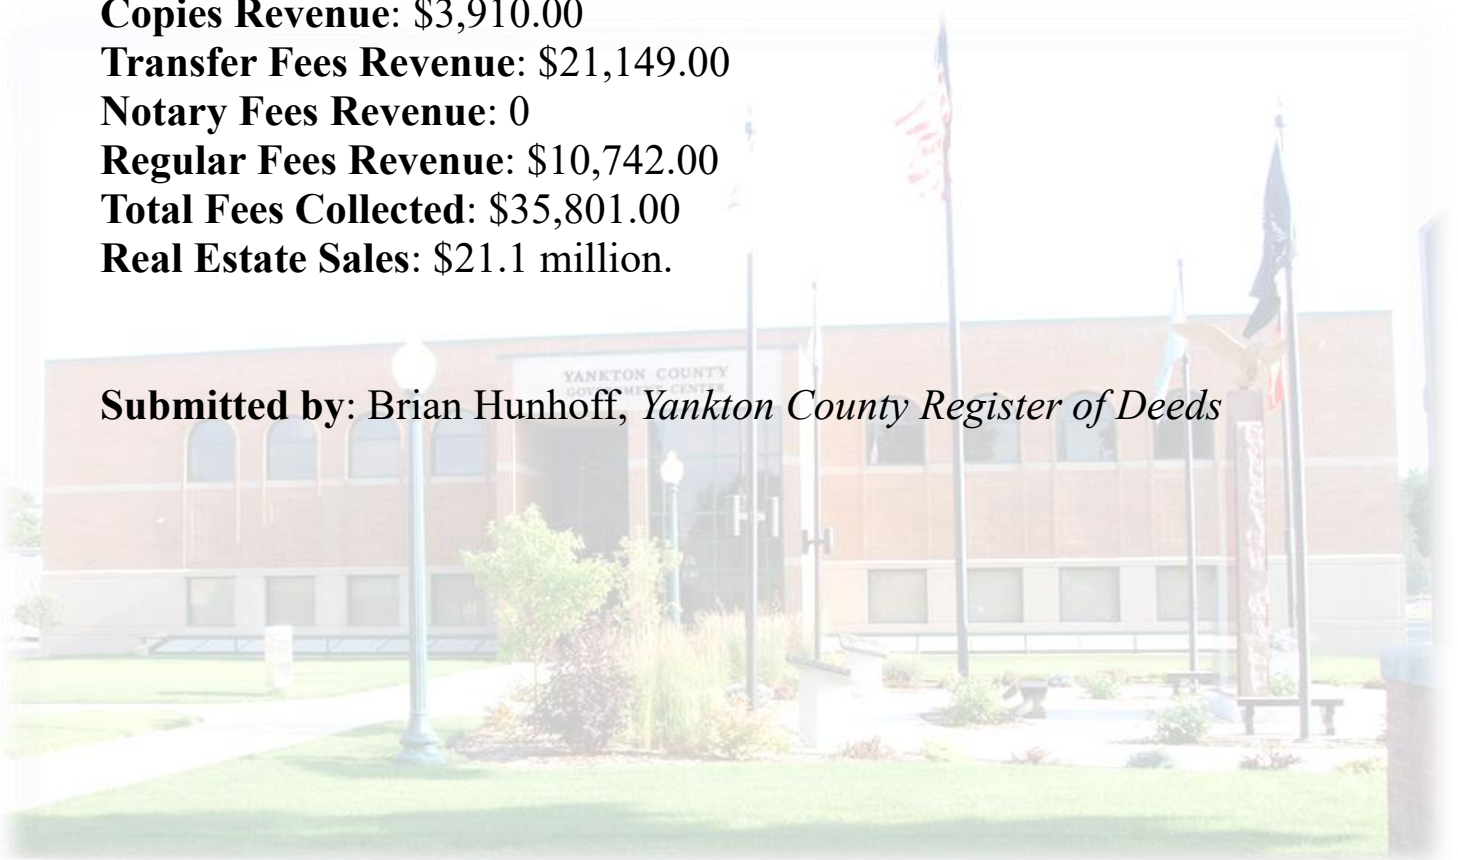 Copies Revenue: $3,910.00
Transfer Fees Revenue: $21,149.00
Notary Fees Revenue: 0
Regular Fees Revenue: $10,742.00
Total Fees Collected: $35,801.00
Real Estate Sales: $21.1 million.
YANKTON COUNTY
GOVERNMENT CENTER
Submitted by: Brian Hunhoff, Yankton County Register of Deeds